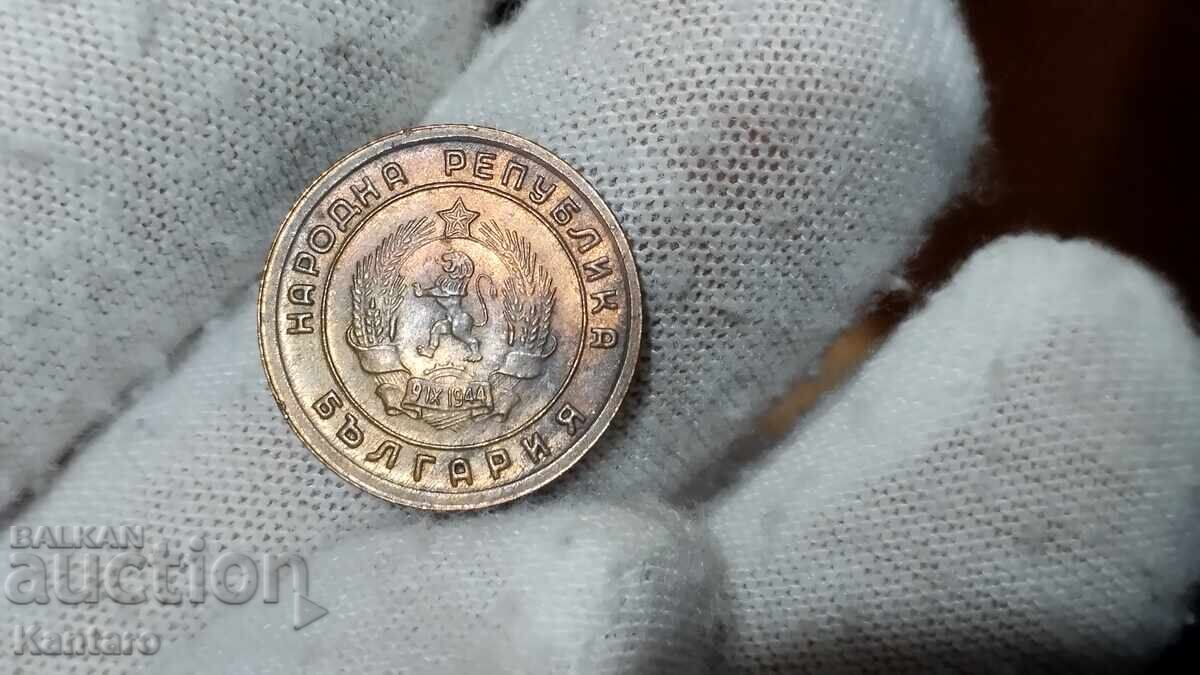 НАРОДНА РЕПУБЛИКА
БЪЛГАРИЯ
9 IX 1944
BALKAN
auction
Kantaro